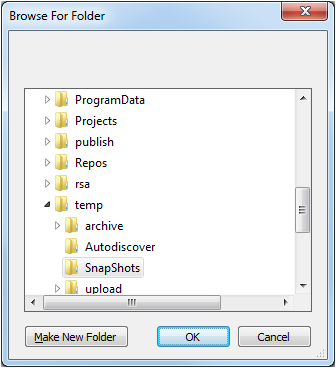 Browse For Folder
ProgramData
Projects
publish
Repos
rsa
temp
archive
Autodiscover
SnapShots
upload
Make New Folder OK Cancel